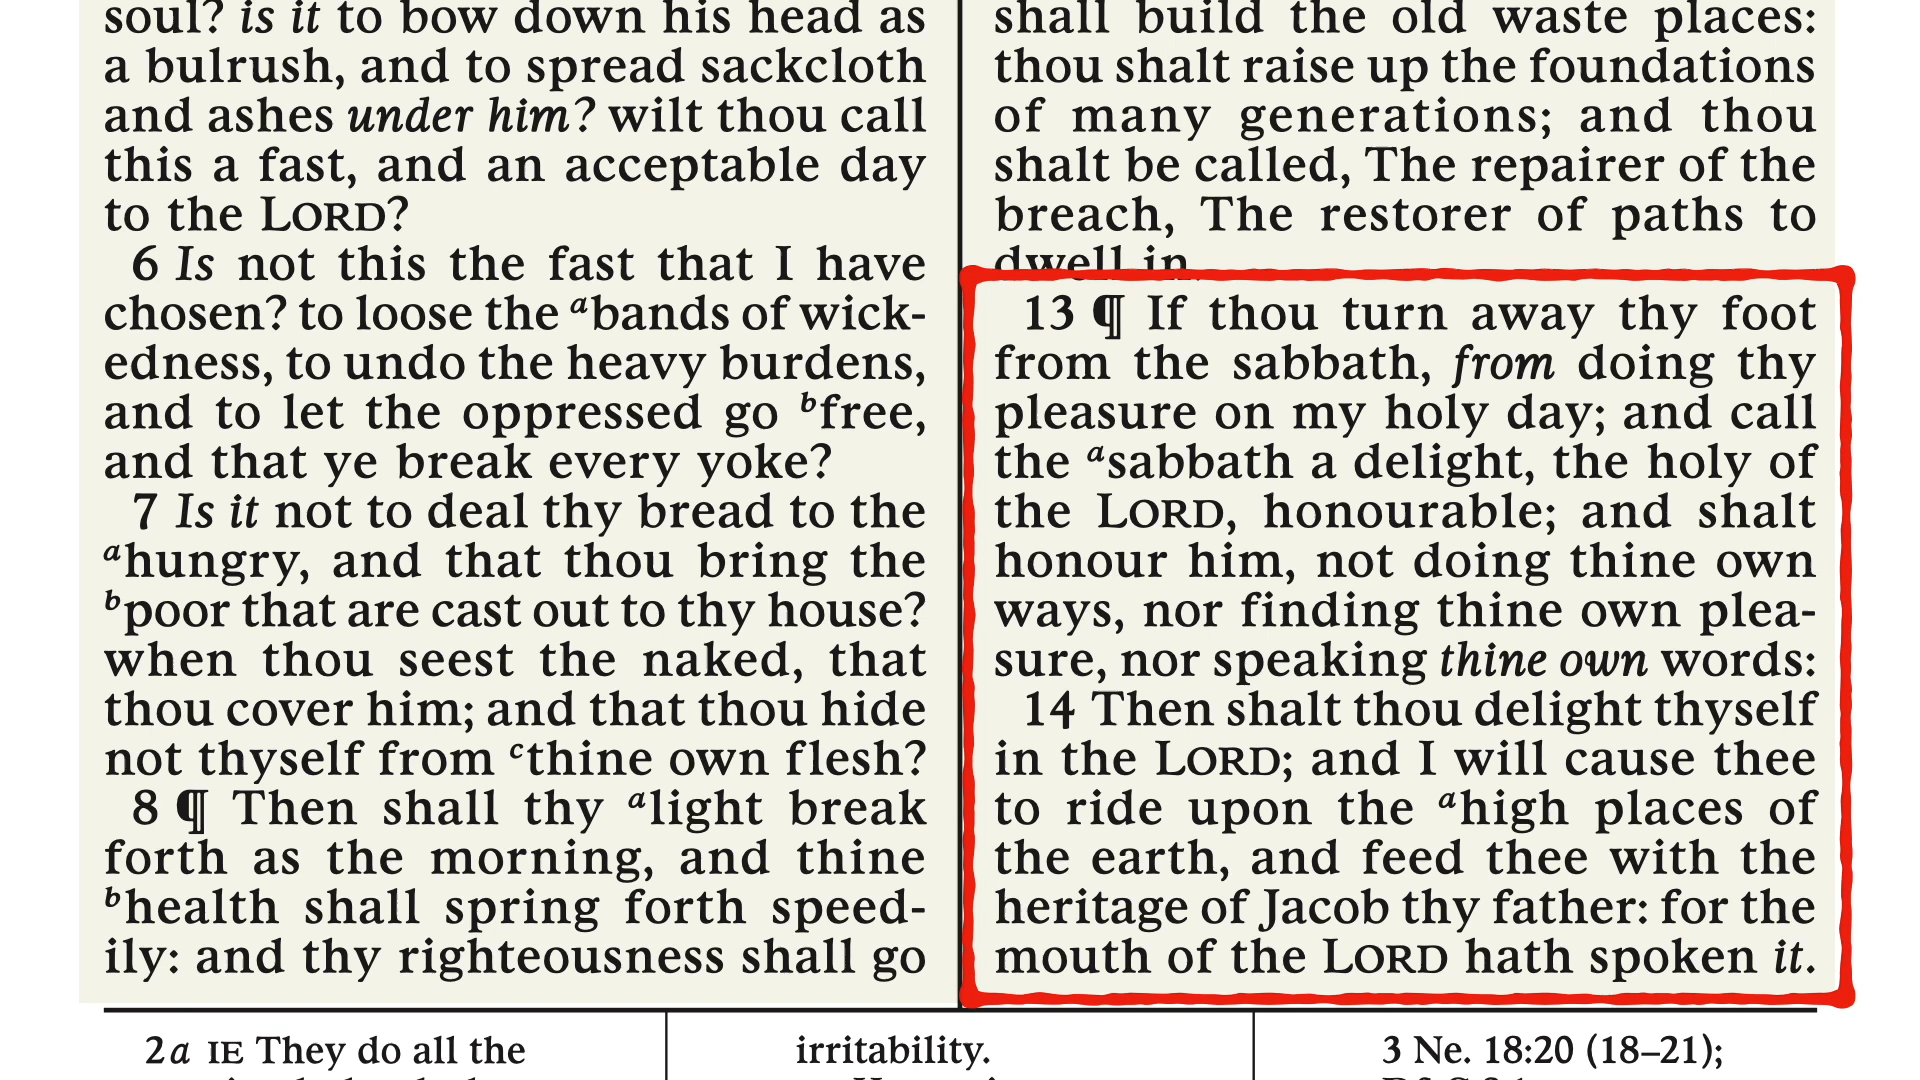 soul? is it to bow down his head as
a bulrush, and to spread sackcloth
and ashes under him? wilt thou call
this a fast, and an acceptable day
to the LORD?
6 Is not this the fast that I have
chosen? to loose the a bands of wick-
edness, to undo the heavy burdens,
and to let the oppressed go b free,
and that ye break every yoke?
7 Is it not to deal thy bread to the
a hungry, and that thou bring the
b poor that are cast out to thy house?
when thou seest the naked, that
thou cover him; and that thou hide
not thyself from c thine own flesh?
8 ¶ Then shall thy a light break
forth as the morning, and thine
b health shall spring forth speed-
ily: and thy righteousness shall go
shall build the old waste places:
thou shalt raise up the foundations
of many generations; and thou
shalt be called, The repairer of the
breach, The restorer of paths to
dwell in.
13 ¶ If thou turn away thy foot
from the sabbath, from doing thy
pleasure on my holy day; and call
the a sabbath a delight, the holy of
the LORD, honourable; and shalt
honour him, not doing thine own
ways, nor finding thine own plea-
sure, nor speaking thine own words:
14 Then shalt thou delight thyself
in the LORD; and I will cause thee
to ride upon the a high places of
the earth, and feed thee with the
heritage of Jacob thy father: for the
mouth of the LORD hath spoken it.
2a IE They do all the
irritability.
3 Ne. 18:20 (18–21);